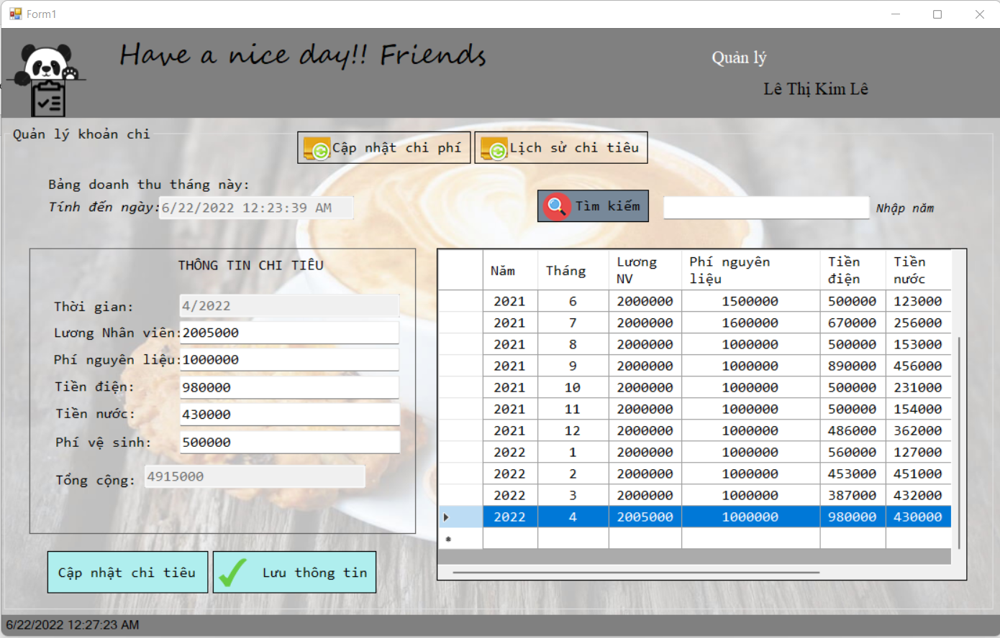 Form1
Have a nice day!! Friends
Quản lý
Lê Thị Kim Lê
Quản lý khoản chi
Cập nhật chi phí
Lịch sử chi tiêu
Bảng doanh thu tháng này:
Tính đến ngày: 6/22/2022 12:23:39 AM
Tìm kiếm
Nhập năm
THÔNG TIN CHI TIÊU
Thời gian: 4/2022
Lương Nhân viên: 2005000
Phí nguyên liệu: 1000000
Tiền điện: 980000
Tiền nước: 430000
Phí vệ sinh: 500000
Tổng cộng: 4915000
Cập nhật chi tiêu
Lưu thông tin
Năm Tháng Lương NV Phí nguyên liệu Tiền điện Tiền nước
2021 6 2000000 1500000 500000 123000
2021 7 2000000 1600000 670000 256000
2021 8 2000000 1000000 500000 153000
2021 9 2000000 1000000 890000 456000
2021 10 2000000 1000000 500000 231000
2021 11 2000000 1000000 500000 154000
2021 12 2000000 1000000 486000 362000
2022 1 2000000 1000000 560000 127000
2022 2 2000000 1000000 453000 451000
2022 3 2000000 1000000 387000 432000
2022 4 2005000 1000000 980000 430000
6/22/2022 12:27:23 AM